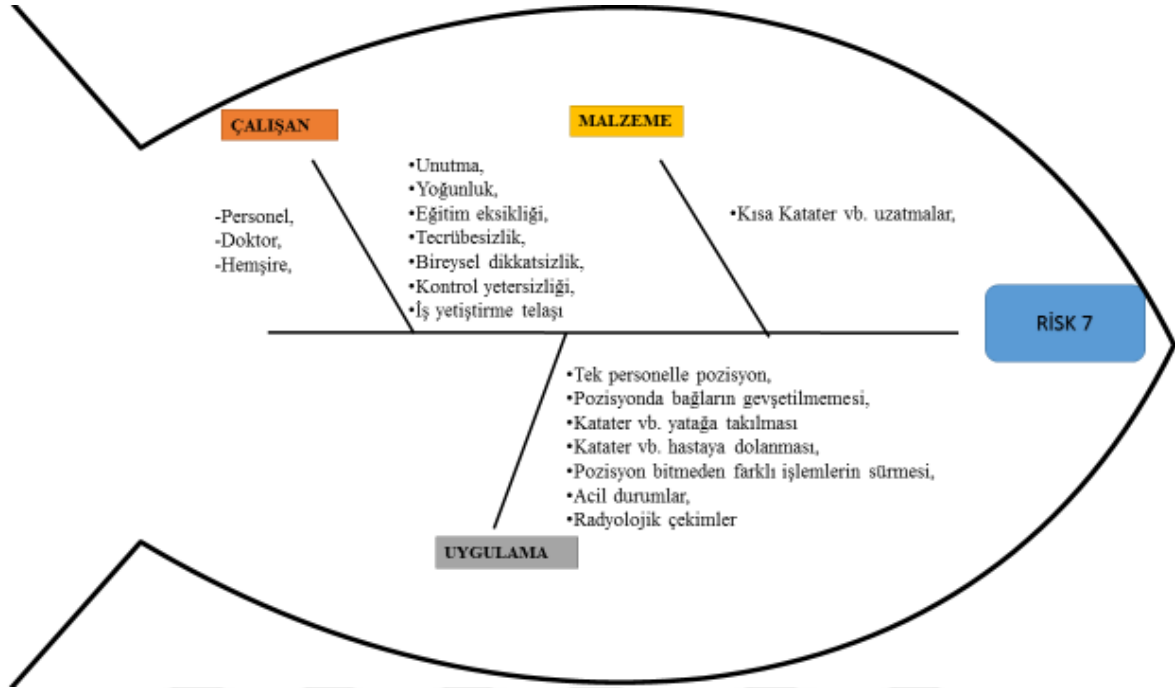 ÇALIŞAN
-Personel,
-Doktor,
-Hemşire,
•Unutma,
•Yoğunluk,
•Eğitim eksikliği,
•Tecrübesizlik,
•Bireysel dikkatsizlik,
•Kontrol yetersizliği,
•İş yetiştirme telaşı
MALZEME
•Kısa Katater vb. uzatmalar,
RİSK 7
•Tek personelle pozisyon,
•Pozisyonda bağların gevşetilmemesi,
•Katater vb. yatağa takılması
•Katater vb. hastaya dolanması,
•Pozisyon bitmeden farklı işlemlerin sürmesi,
•Acil durumlar,
•Radyolojik çekimler
UYGULAMA